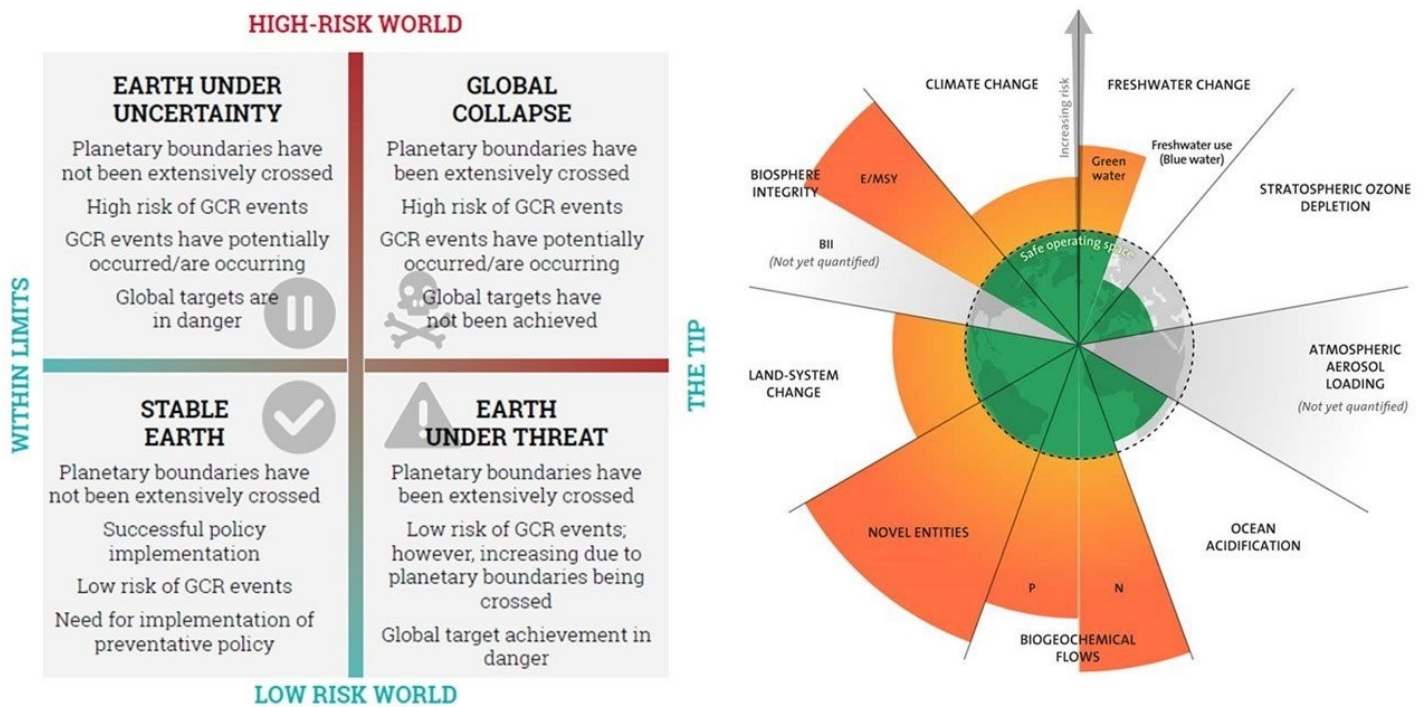 HIGH-RISK WORLD
EARTH UNDER
UNCERTAINTY
Planetary boundaries have
not been extensively crossed
High risk of GCR events
GCR events have potentially
occurred/are occurring
Global targets are
in danger
GLOBAL
COLLAPSE
Planetary boundaries have
been extensively crossed
High risk of GCR events
GCR events have potentially
occurred/are occurring
Global targets have
not been achieved
WITHIN LIMITS
THE TIP
STABLE
EARTH
Planetary boundaries have
not been extensively crossed
Successful policy
implementation
Low risk of GCR events
Need for implementation of
preventative policy
EARTH
UNDER THREAT
Planetary boundaries have
been extensively crossed
Low risk of GCR events;
however, increasing due to
planetary boundaries being
crossed
Global target achievement in
danger
LOW RISK WORLD
CLIMATE CHANGE
Increasing risk
FRESHWATER CHANGE
Green
water
Freshwater use
(Blue water)
BIOSPHERE
INTEGRITY
E/MSY
STRATOSPHERIC OZONE
DEPLETION
BII
(Not yet quantified)
Safe operating space
ATMOSPHERIC
AEROSOL
LOADING
(Not yet quantified)
LAND-SYSTEM
CHANGE
NOVEL ENTITIES
OCEAN
ACIDIFICATION
P
N
BIOGEOCHEMICAL
FLOWS